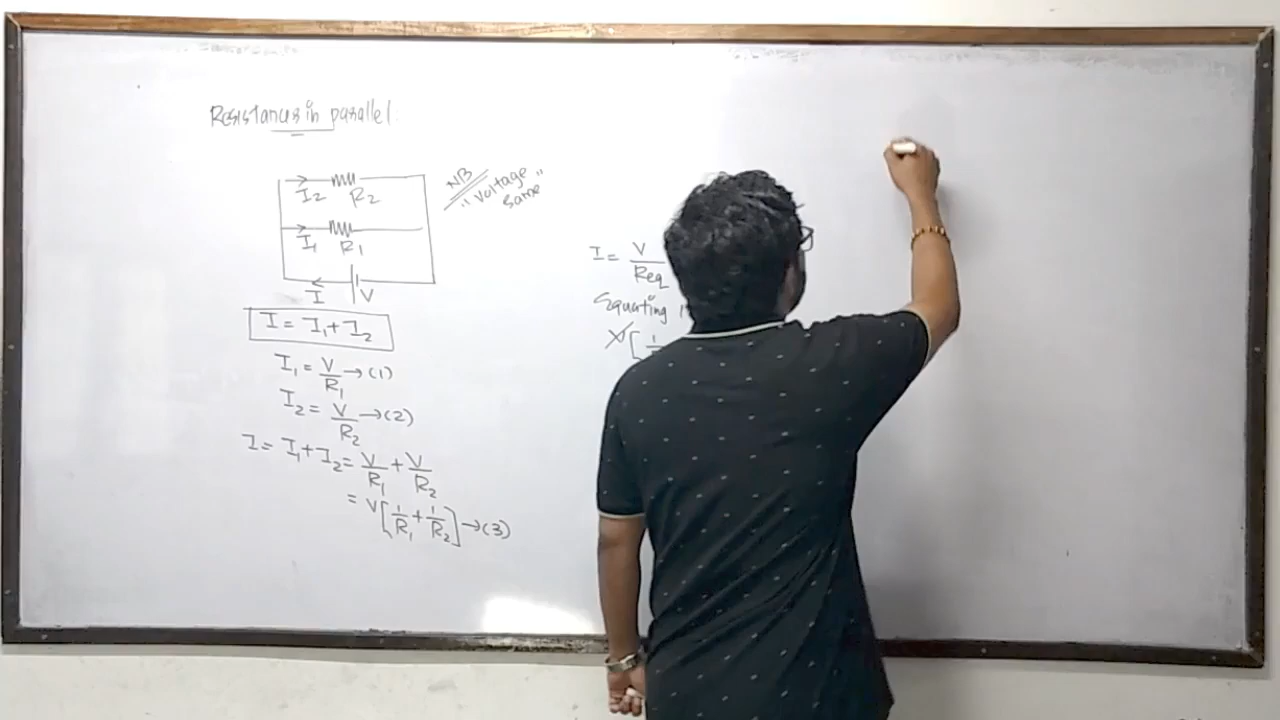 Resistances in parallel
I₂ R₂
NB
"Voltage"
same
I₁ R₁
I V
I = I₁ + I₂
I₁ = V/R₁ → (1)
I₂ = V/R₂ → (2)
I = I₁ + I₂ = V/R₁ + V/R₂
= V[1/R₁ + 1/R₂] → (3)
I = V/Req
Equating
V[1